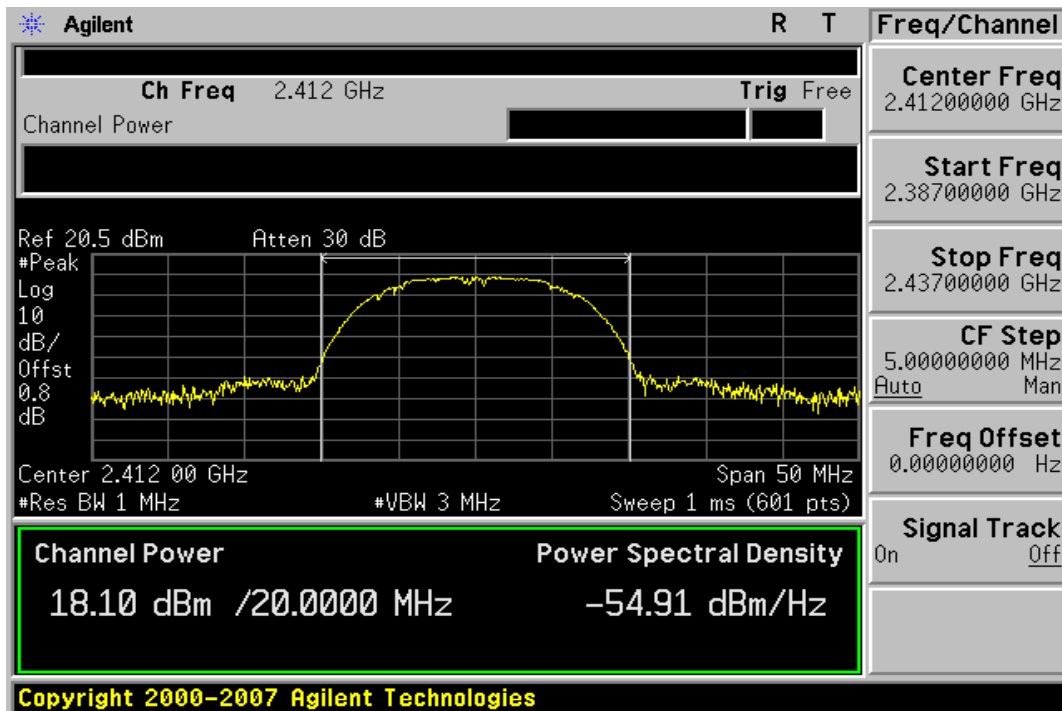 Agilent R T
Ch Freq 2.412 GHz Trig Free
Channel Power
Ref 20.5 dBm Atten 30 dB
#Peak
Log
10
dB/
Offst
0.8
dB
Center 2.412 00 GHz Span 50 MHz
#Res BW 1 MHz #VBW 3 MHz Sweep 1 ms (601 pts)
Channel Power Power Spectral Density
18.10 dBm /20.0000 MHz -54.91 dBm/Hz
Copyright 2000-2007 Agilent Technologies
Freq/Channel
Center Freq
2.41200000 GHz
Start Freq
2.38700000 GHz
Stop Freq
2.43700000 GHz
CF Step
5.00000000 MHz
Auto Man
Freq Offset
0.00000000 Hz
Signal Track
On Off